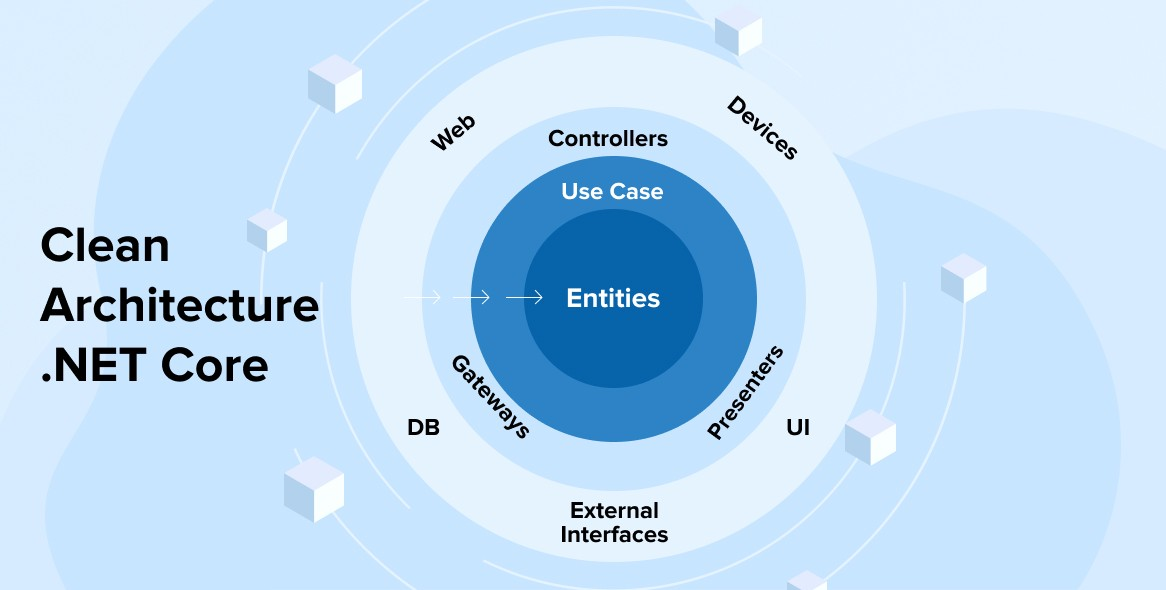 Clean
Architecture
.NET Core
Web
Devices
Controllers
Use Case
Entities
Gateways
Presenters
DB
UI
External
Interfaces